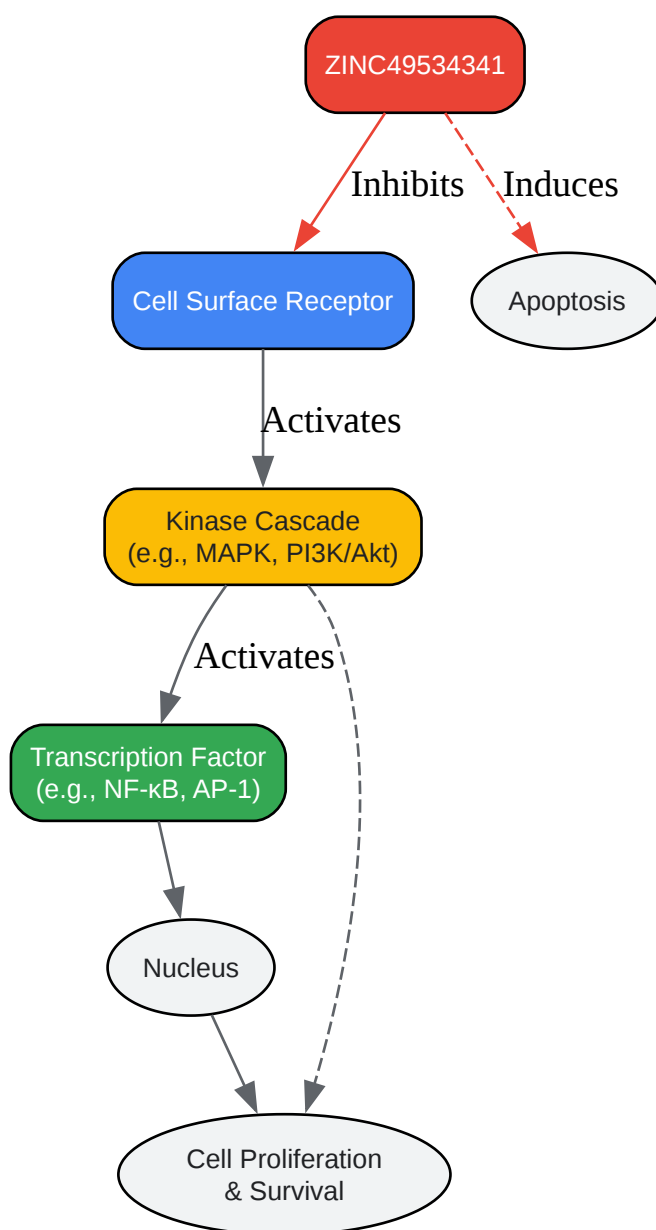 ZINC49534341
Inhibits
Induces
Cell Surface Receptor
Apoptosis
Activates
Kinase Cascade
(e.g., MAPK, PI3K/Akt)
Activates
Transcription Factor
(e.g., NF-κB, AP-1)
Nucleus
Cell Proliferation
& Survival